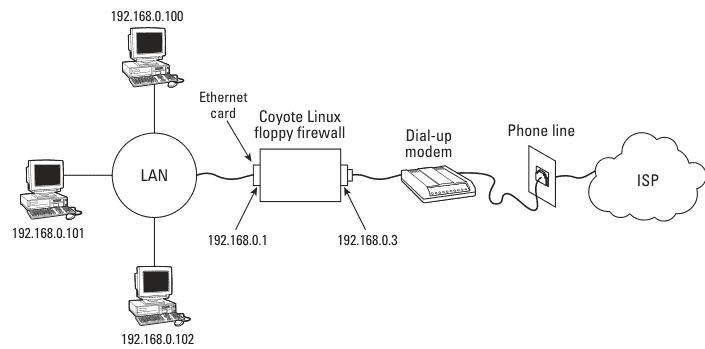 192.168.0.100
Ethernet
card
Coyote Linux
floppy firewall
Dial-up
modem
Phone line
LAN
ISP
192.168.0.101
192.168.0.1
192.168.0.3
192.168.0.102